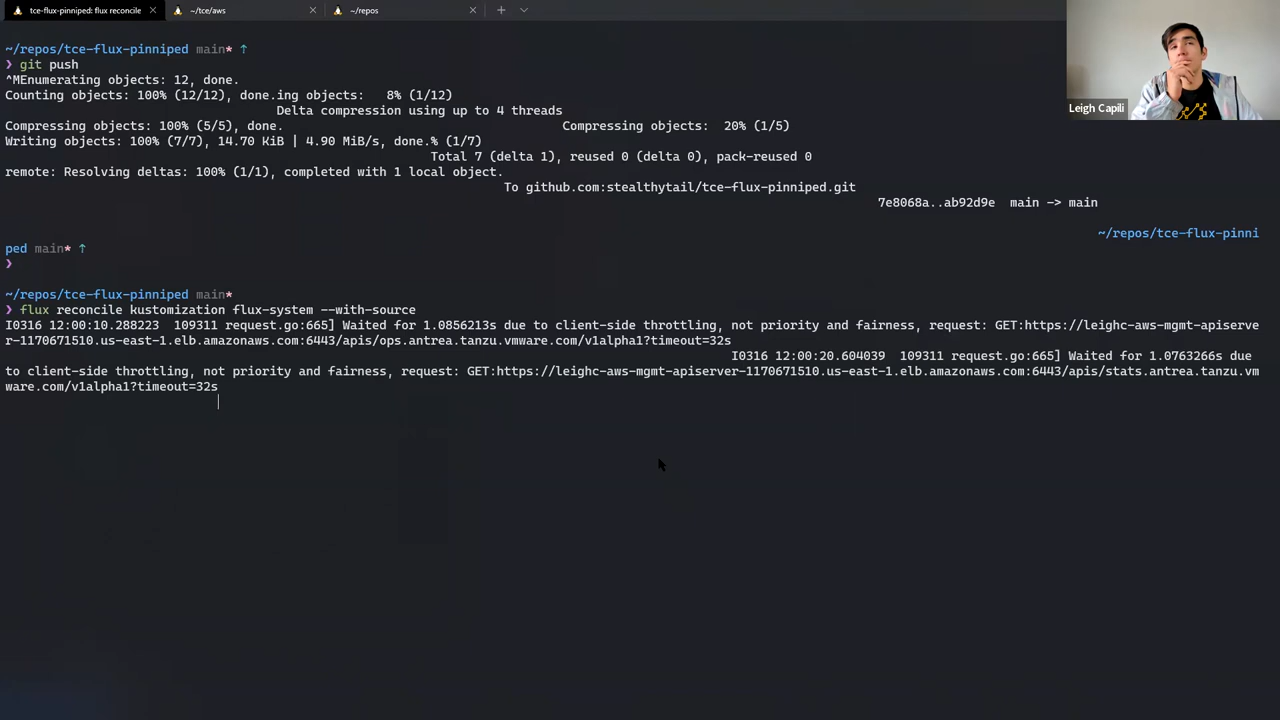 tce-flux-pinniped: flux reconcile
~/tce/aws
~/repos
~/repos/tce-flux-pinniped main* ↑
❯ git push
^MEnumerating objects: 12, done.
Counting objects: 100% (12/12), done.ing objects:   8% (1/12)
Delta compression using up to 4 threads
Compressing objects: 100% (5/5), done.                              Compressing objects:  20% (1/5)
Writing objects: 100% (7/7), 14.70 KiB | 4.90 MiB/s, done.% (1/7)
Total 7 (delta 1), reused 0 (delta 0), pack-reused 0
remote: Resolving deltas: 100% (1/1), completed with 1 local object.
To github.com:stealthytail/tce-flux-pinniped.git
7e8068a..ab92d9e  main -> main
~/repos/tce-flux-pinni
ped main* ↑
❯
~/repos/tce-flux-pinniped main*
❯ flux reconcile kustomization flux-system --with-source
I0316 12:00:10.288223  109311 request.go:665] Waited for 1.0856213s due to client-side throttling, not priority and fairness, request: GET:https://leighc-aws-mgmt-apiserve
r-1170671510.us-east-1.elb.amazonaws.com:6443/apis/ops.antrea.tanzu.vmware.com/v1alpha1?timeout=32s
I0316 12:00:20.604039  109311 request.go:665] Waited for 1.0763266s due
to client-side throttling, not priority and fairness, request: GET:https://leighc-aws-mgmt-apiserver-1170671510.us-east-1.elb.amazonaws.com:6443/apis/stats.antrea.tanzu.vm
ware.com/v1alpha1?timeout=32s
Leigh Capili